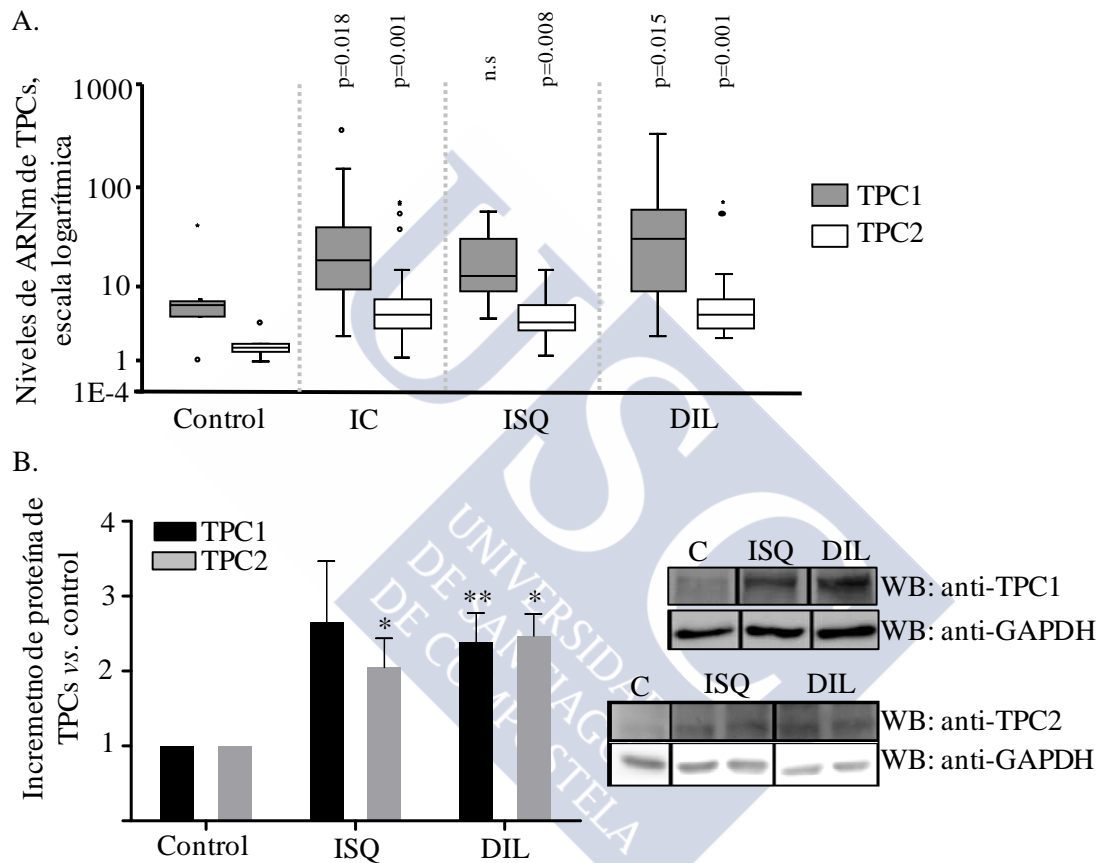 A.
p=0.018
p=0.001
n.s
p=0.008
p=0.015
p=0.001
Niveles de ARNm de TPCs,
escala logarítmica
1000
100
10
1
1E-4
Control
IC
ISQ
DIL
TPC1
TPC2
B.
Incremetno de proteína de
TPCs vs. control
4
3
2
1
TPC1
TPC2
*
**
*
Control
ISQ
DIL
C ISQ DIL
WB: anti-TPC1
WB: anti-GAPDH
C ISQ DIL
WB: anti-TPC2
WB: anti-GAPDH
USC
UNIVERSIDADE
DE SANTIAGO
DE COMPOSTELA